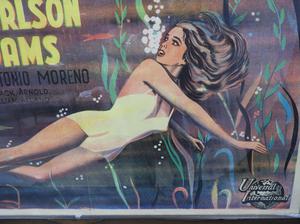 RLSON
AMS
TONIO MORENO
ACK ARNOLD
Universal
International